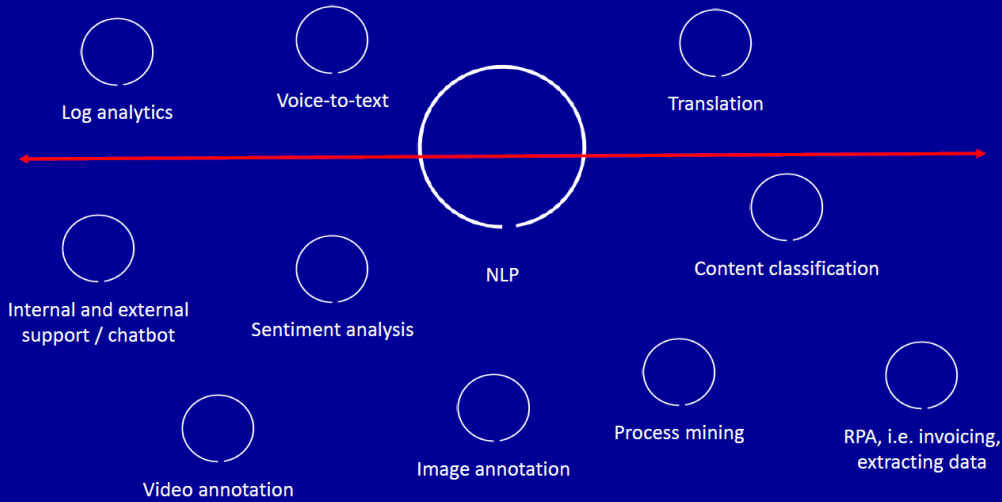 Log analytics
Voice-to-text
Translation
NLP
Content classification
Internal and external
support / chatbot
Sentiment analysis
Process mining
RPA, i.e. invoicing,
extracting data
Image annotation
Video annotation